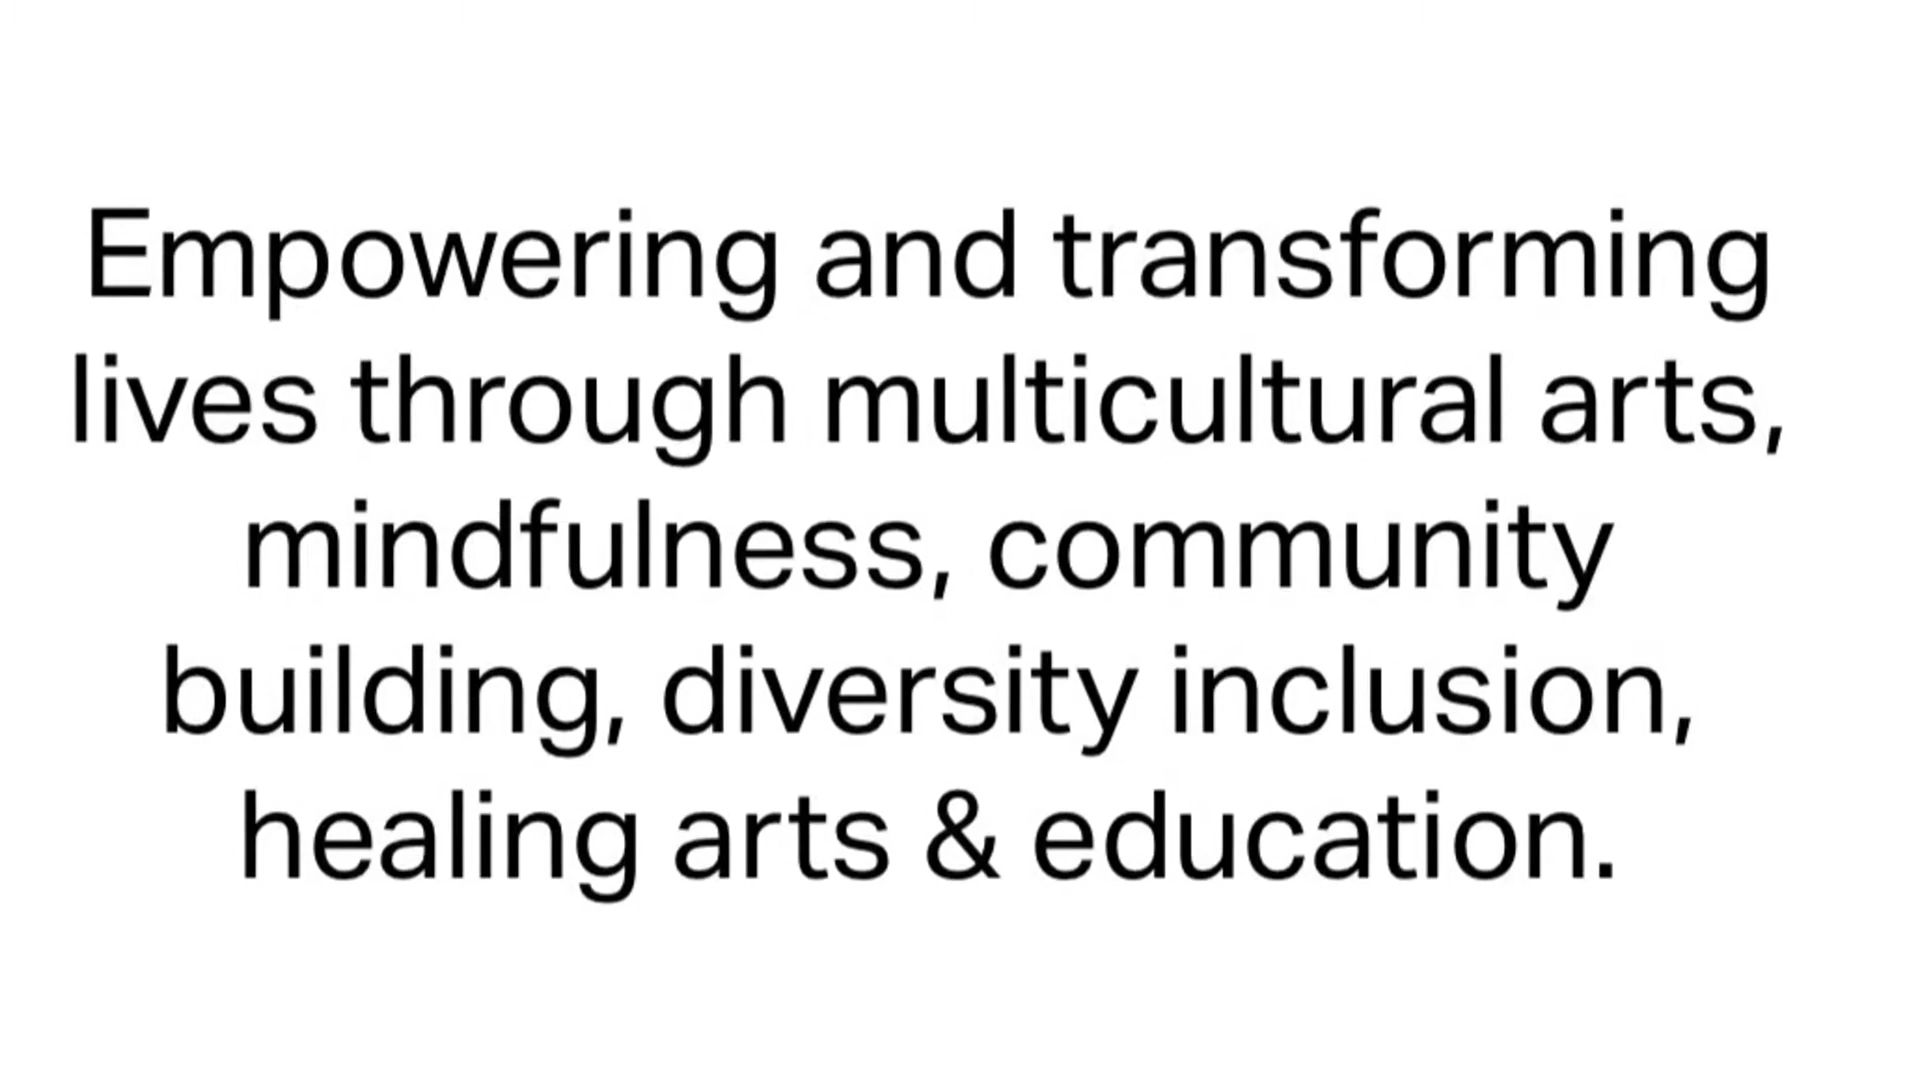 Empowering and transforming
lives through multicultural arts,
mindfulness, community
building, diversity inclusion,
healing arts & education.